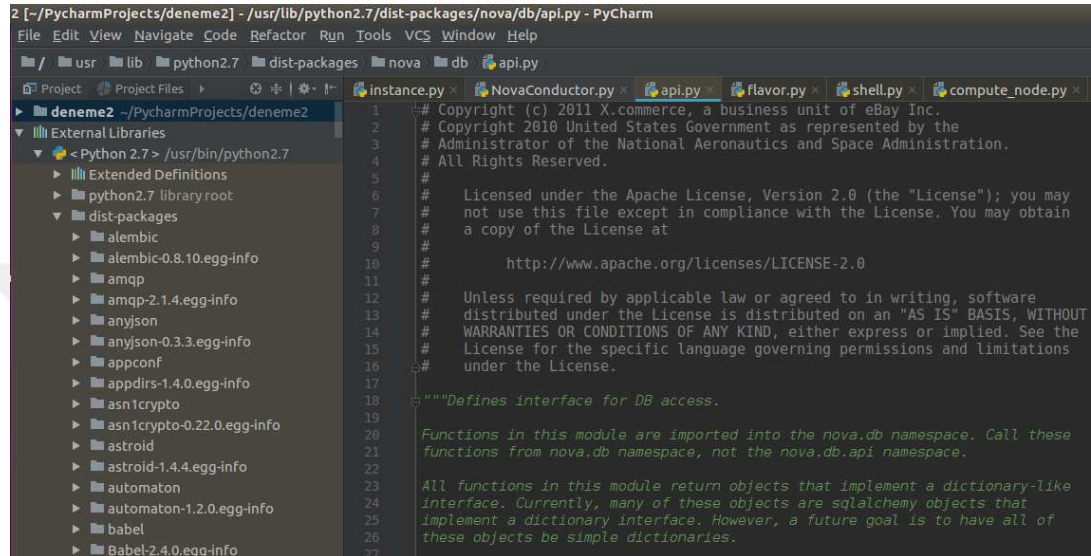 2 [~/PycharmProjects/deneme2] - /usr/lib/python2.7/dist-packages/nova/db/api.py - PyCharm
File Edit View Navigate Code Refactor Run Tools VCS Window Help
/ usr lib python2.7 dist-packages nova db api.py
Project Project Files
instance.py NovaConductor.py api.py flavor.py shell.py compute_node.py
deneme2 ~/PycharmProjects/deneme2
External Libraries
< Python 2.7 > /usr/bin/python2.7
Extended Definitions
python2.7 library root
dist-packages
alembic
alembic-0.8.10.egg-info
amqp
amqp-2.1.4.egg-info
anyjson
anyjson-0.3.3.egg-info
appconf
appdirs-1.4.0.egg-info
asn1crypto
asn1crypto-0.22.0.egg-info
astroid
astroid-1.4.4.egg-info
automaton
automaton-1.2.0.egg-info
babel
Babel-2.4.0.egg-info
1 # Copyright (c) 2011 X.commerce, a business unit of eBay Inc.
2 # Copyright 2010 United States Government as represented by the
3 # Administrator of the National Aeronautics and Space Administration.
4 # All Rights Reserved.
5 #
6 #    Licensed under the Apache License, Version 2.0 (the "License"); you may
7 #    not use this file except in compliance with the License. You may obtain
8 #    a copy of the License at
9 #
10 #         http://www.apache.org/licenses/LICENSE-2.0
11 #
12 #    Unless required by applicable law or agreed to in writing, software
13 #    distributed under the License is distributed on an "AS IS" BASIS, WITHOUT
14 #    WARRANTIES OR CONDITIONS OF ANY KIND, either express or implied. See the
15 #    License for the specific language governing permissions and limitations
16 #    under the License.
17
18 """Defines interface for DB access.
19
20 Functions in this module are imported into the nova.db namespace. Call these
21 functions from nova.db namespace, not the nova.db.api namespace.
22
23 All functions in this module return objects that implement a dictionary-like
24 interface. Currently, many of these objects are sqlalchemy objects that
25 implement a dictionary interface. However, a future goal is to have all of
26 these objects be simple dictionaries.
27